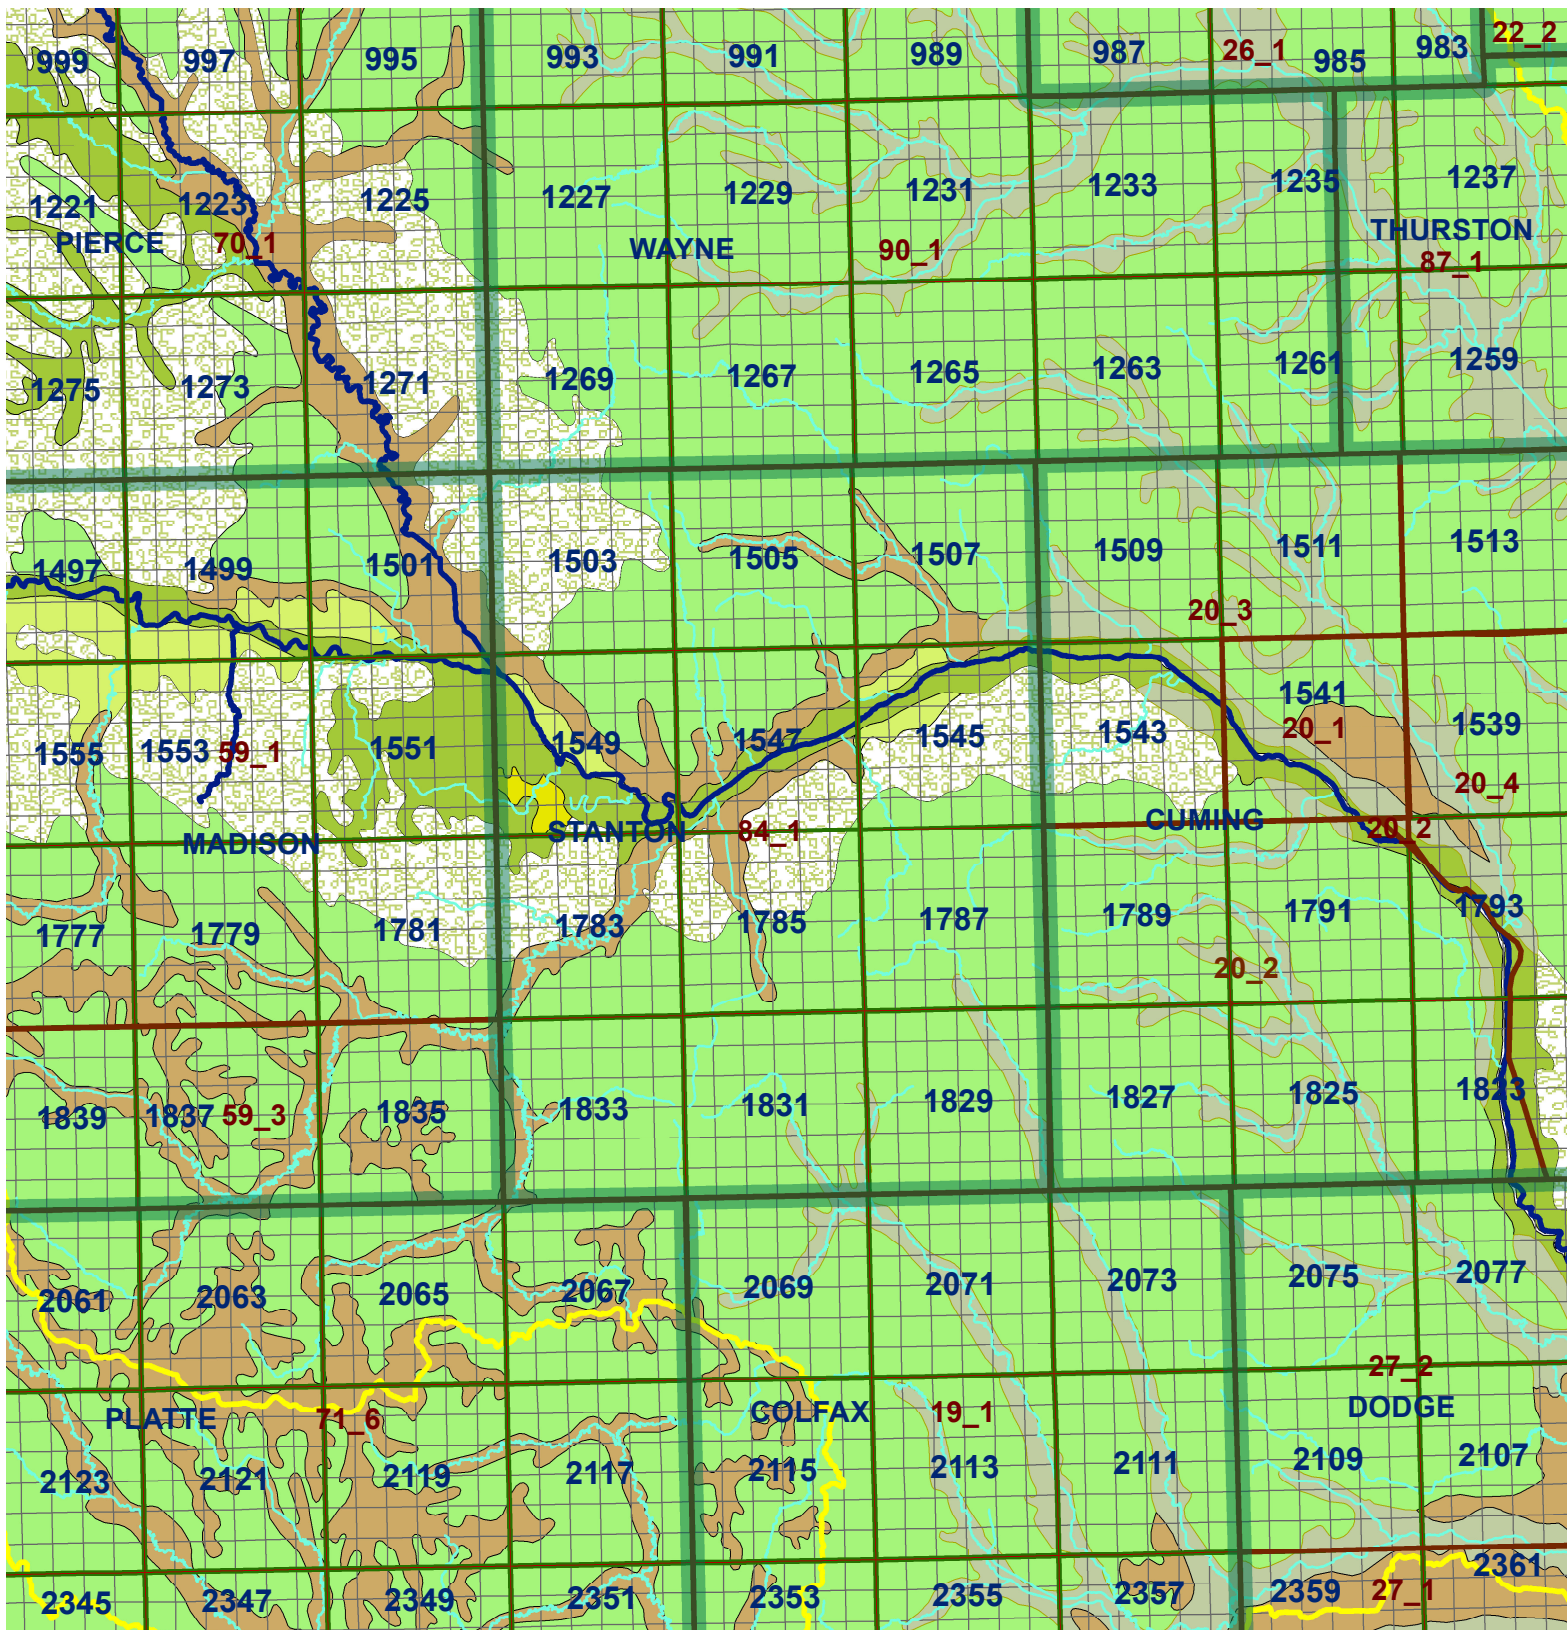 22_2
999 997 995 993 991 989 987 26_1 985 983
1221 1223 1225 1227 1229 1231 1233 1235 1237
PIERCE 70_1 WAYNE 90_1 THURSTON
87_1
1275 1273 1271 1269 1267 1265 1263 1261 1259
1497 1499 1501 1503 1505 1507 1509 1511 1513
20_3
1541
1555 1553 59_1 1551 1549 1547 1545 1543 20_1 1539
20_4
MADISON STANTON 84_1 CUMING 20_2
1777 1779 1781 1783 1785 1787 1789 1791 1793
20_2
1839 1837 59_3 1835 1833 1831 1829 1827 1825 1823
2061 2063 2065 2067 2069 2071 2073 2075 2077
27_2
PLATTE 71_6 COLFAX 19_1 DODGE
2123 2121 2119 2117 2115 2113 2111 2109 2107
2345 2347 2349 2351 2353 2355 2357 2359 27_1 2361